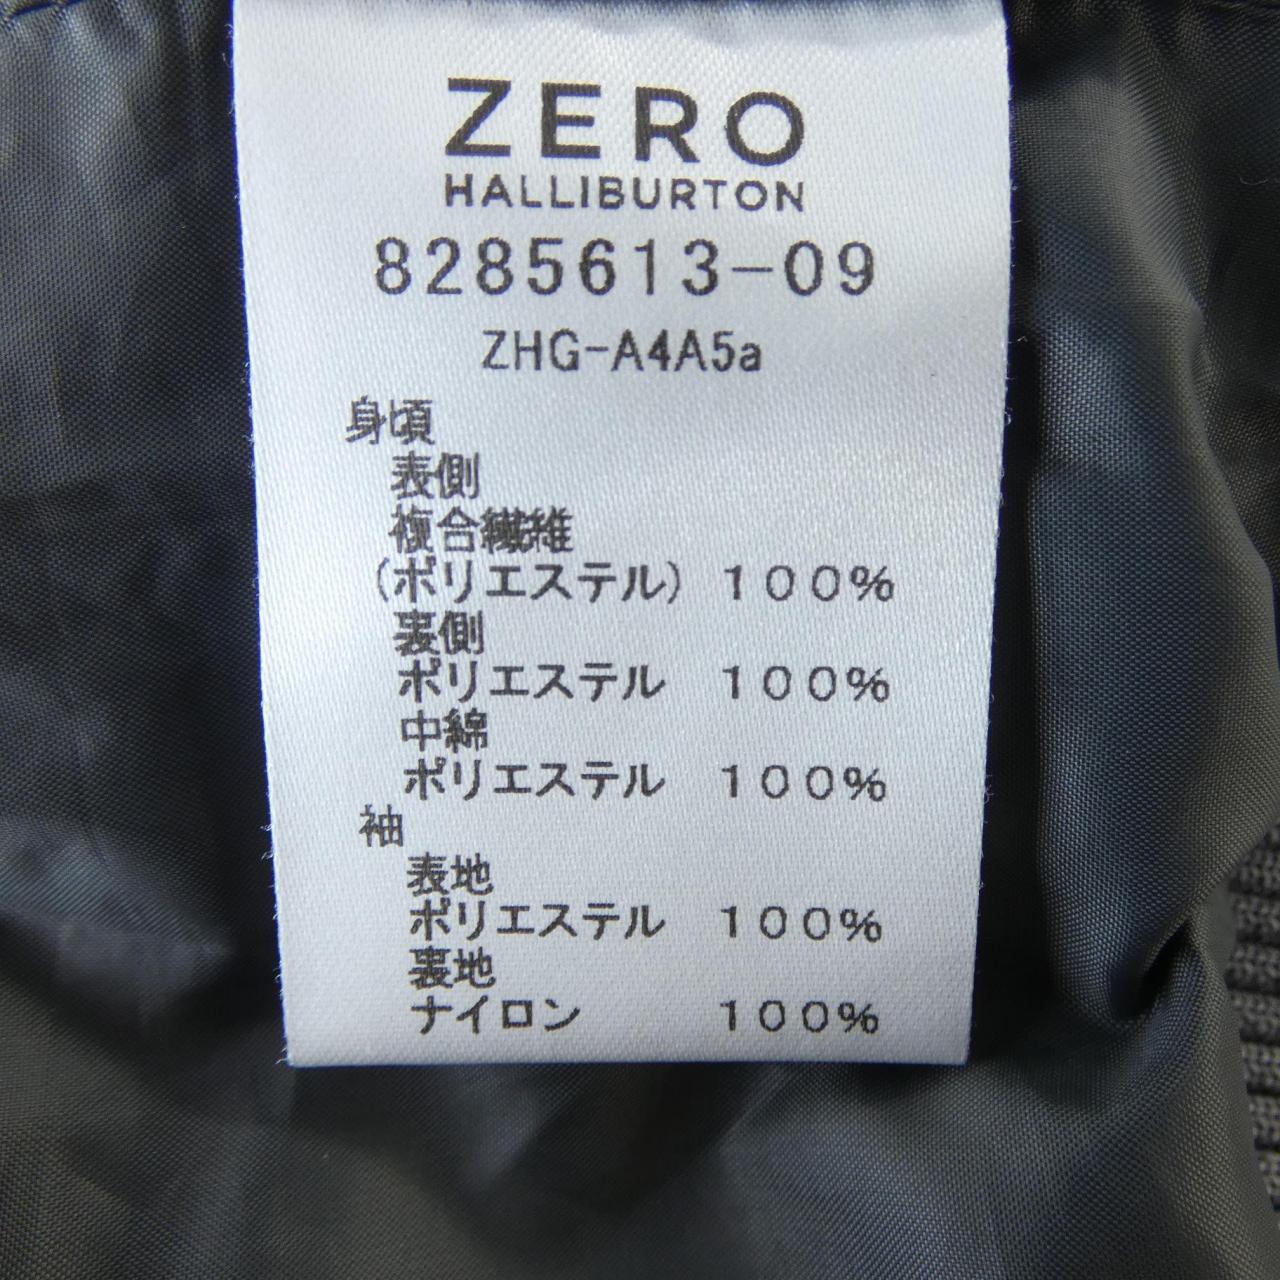 ZERO
HALLIBURTON
8285613-09
ZHG-A4A5a
身頃
表側
複合繊維
(ポリエステル) １００%
裏側
ポリエステル １００%
中綿
ポリエステル １００%
袖
表地
ポリエステル １００%
裏地
ナイロン １００%